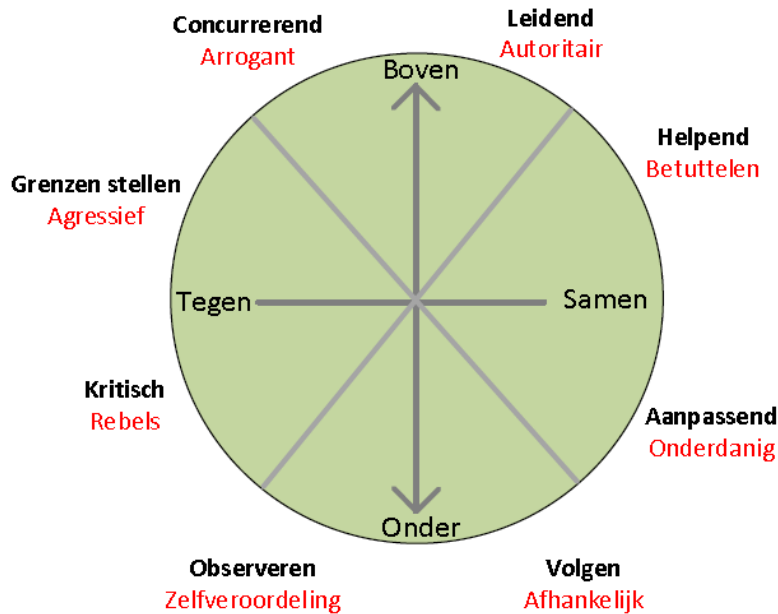 Concurrerend
Arrogant
Leidend
Autoritair
Boven
Helpend
Betuttelen
Grenzen stellen
Agressief
Tegen
Samen
Kritisch
Rebels
Aanpassend
Onderdanig
Onder
Observeren
Zelfveroordeling
Volgen
Afhankelijk